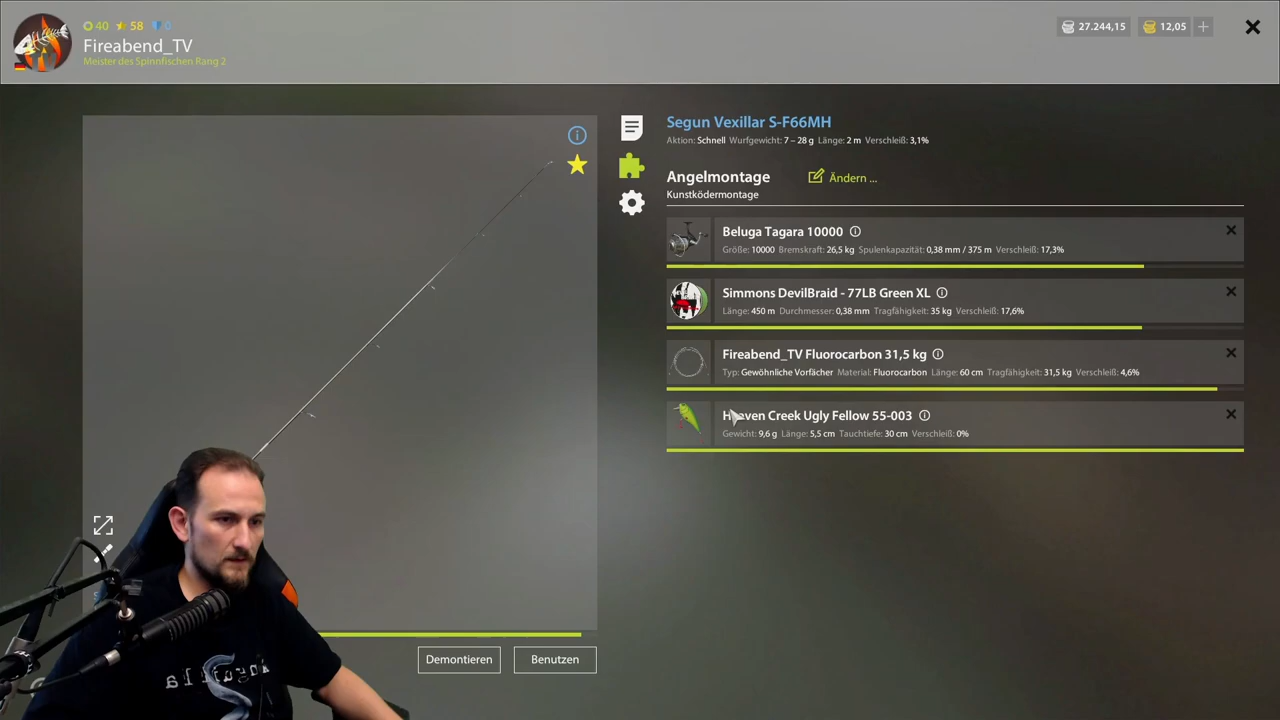 40 58 0
Fireabend_TV
Meister des Spinnfischen Rang 2
27.244,15 12,05
Segun Vexillar S-F66MH
Aktion: Schnell Wurfgewicht: 7 – 28 g Länge: 2 m Verschleiß: 3,1%
Angelmontage Ändern ...
Kunstködermontage
Beluga Tagara 10000
Größe: 10000 Bremskraft: 26,5 kg Spulenkapazität: 0,38 mm / 375 m Verschleiß: 17,3%
Simmons DevilBraid - 77LB Green XL
Länge: 450 m Durchmesser: 0,38 mm Tragfähigkeit: 35 kg Verschleiß: 17,6%
Fireabend_TV Fluorocarbon 31,5 kg
Typ: Gewöhnliche Vorfächer Material: Fluorocarbon Länge: 60 cm Tragfähigkeit: 31,5 kg Verschleiß: 4,6%
Heaven Creek Ugly Fellow 55-003
Gewicht: 9,6 g Länge: 5,5 cm Tauchtiefe: 30 cm Verschleiß: 0%
Demontieren Benutzen